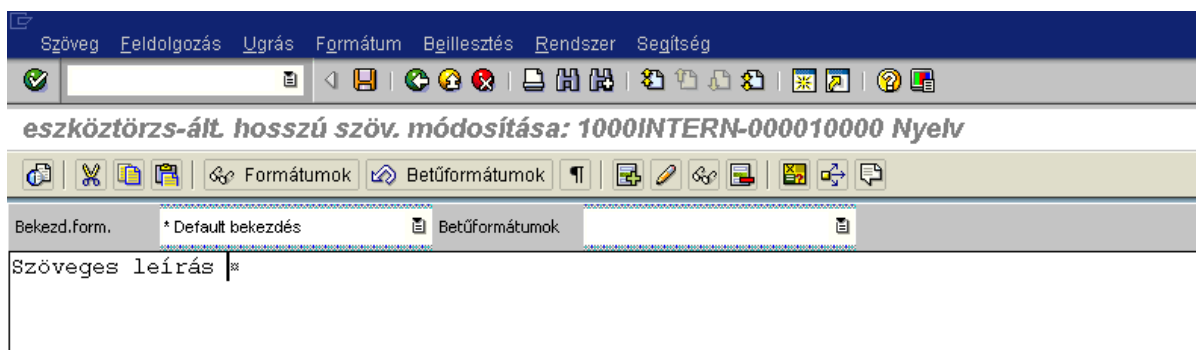 Szöveg Feldolgozás Ugrás Formátum Beillesztés Rendszer Segítség
eszköztörzs-ált. hosszú szöv. módosítása: 1000INTERN-000010000 Nyelv
Formátumok Betűformátumok ¶
Bekezd.form. * Default bekezdés Betűformátumok
Szöveges leírás ¤